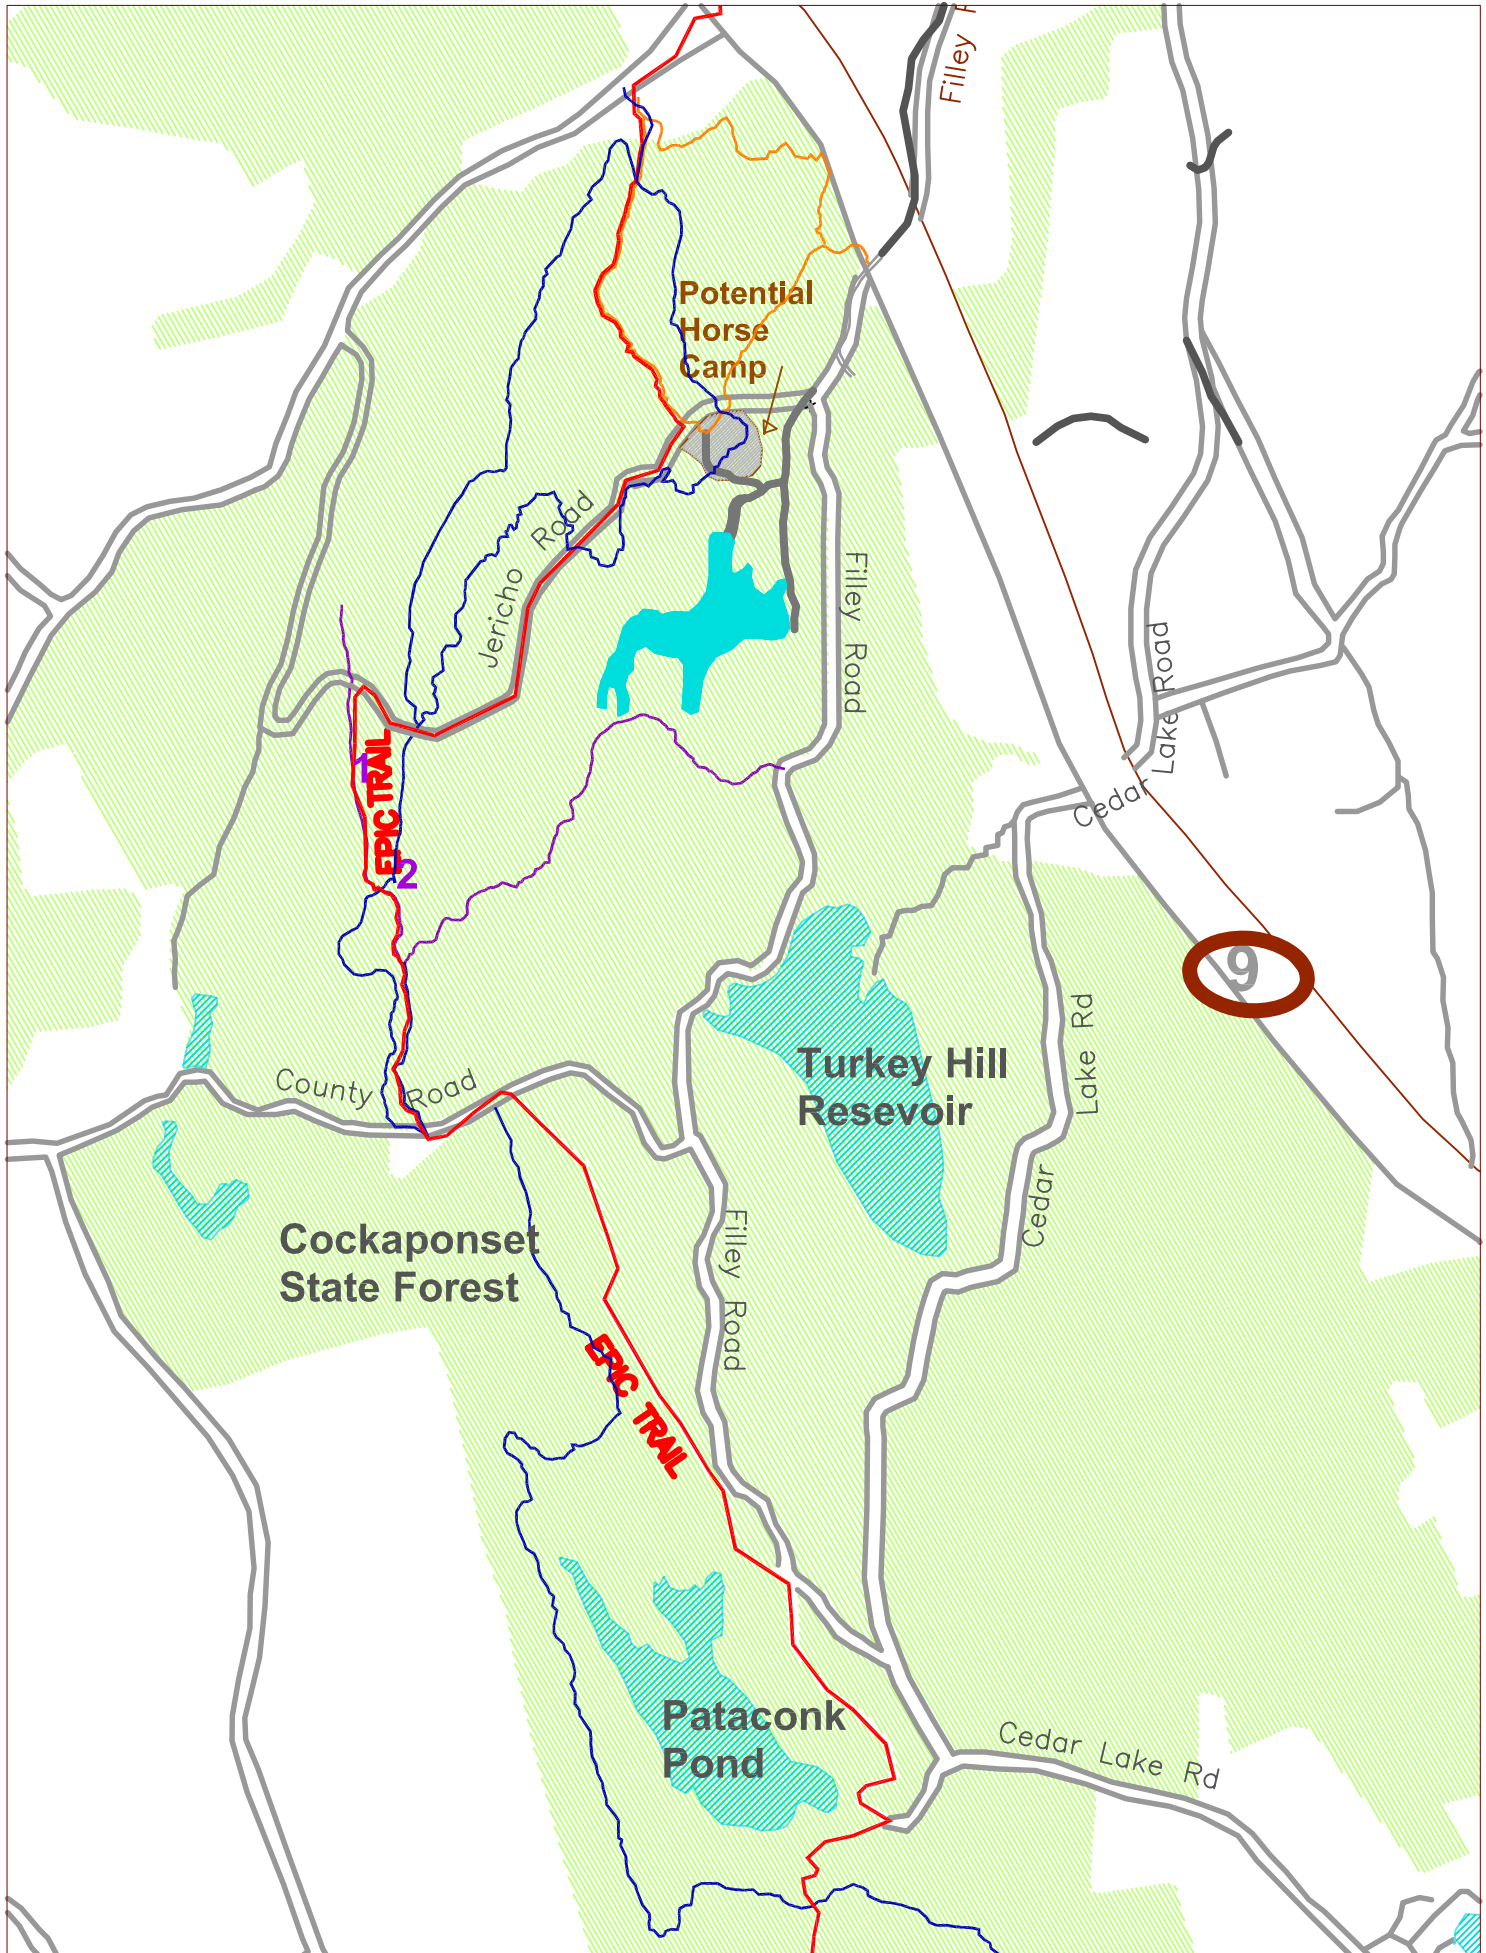 Filley
Potential
Horse
Camp
Jericho Road
Filley Road
Cedar Lake Road
1
EPIC TRAIL
2
9
Turkey Hill
Resevoir
County Road
Cedar Lake Rd
Cockaponset
State Forest
Filley Road
EPIC TRAIL
Pataconk
Pond
Cedar Lake Rd